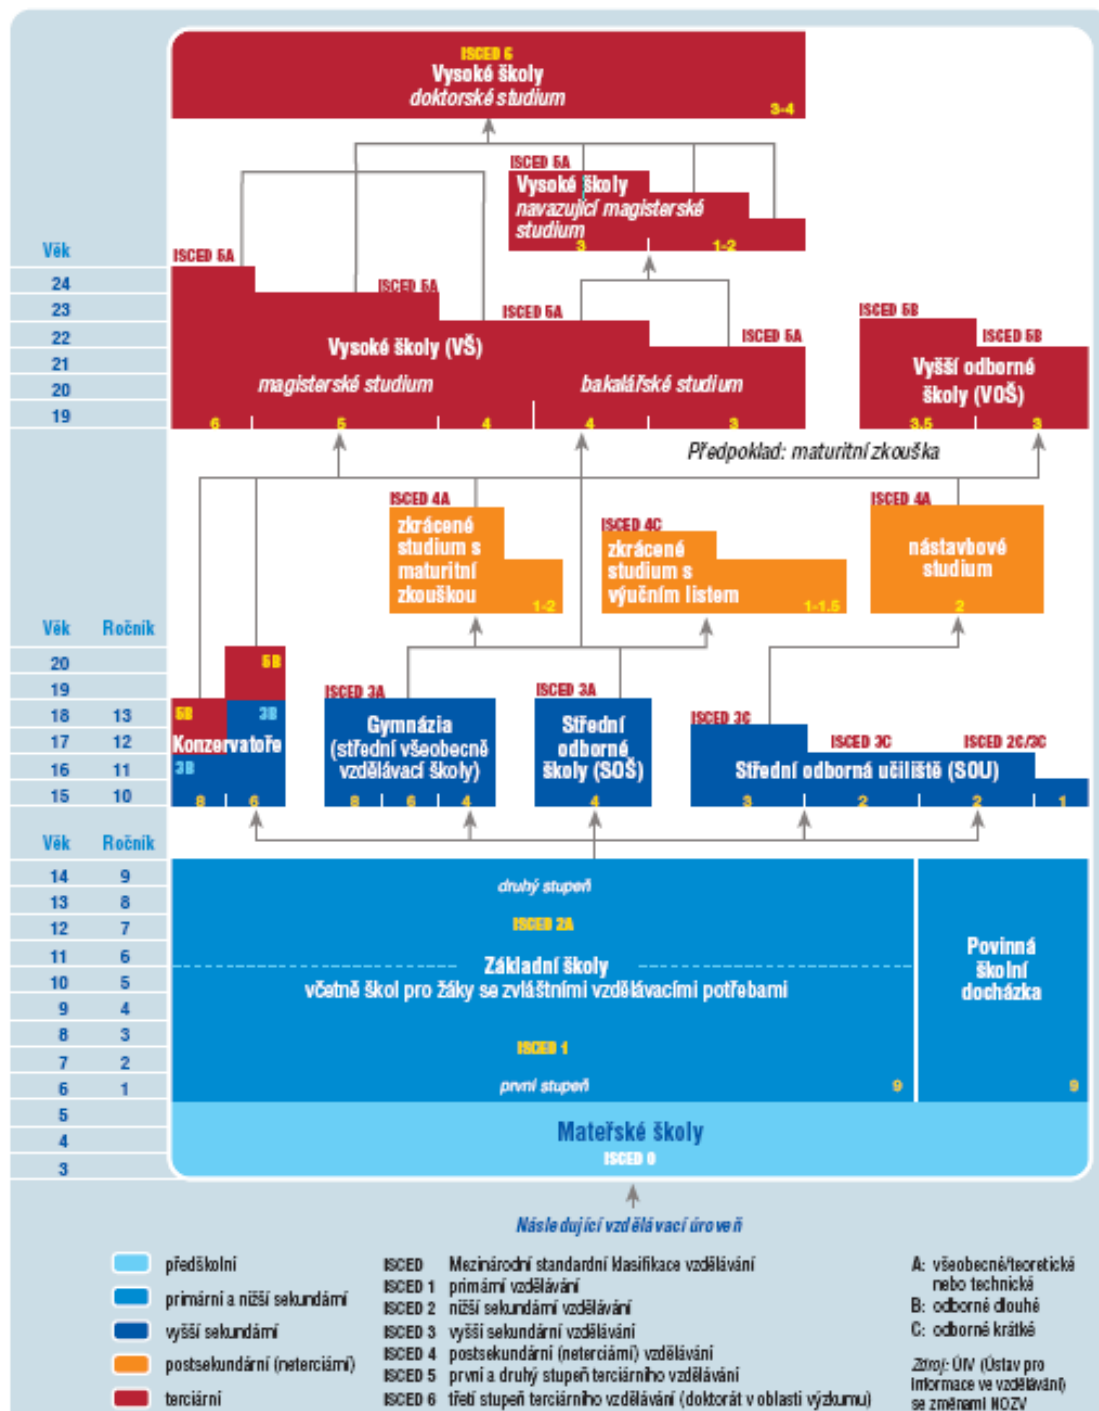 ISCED 6
Vysoké školy
doktorské studium
3-4
ISCED 5A
Vysoké školy
navazující magisterské
studium
3
1-2
Věk
ISCED 5A
24
ISCED 5A
23
ISCED 5A
ISCED 5B
22
Vysoké školy (VŠ)
ISCED 5A
ISCED 5B
21
Vyšší odborné
školy (VOŠ)
20
magisterské studium
bakalářské studium
19
6
5
4
4
3
3,5
3
Předpoklad: maturitní zkouška
ISCED 4A
zkrácené
studium s
maturitní
zkouškou
1-2
ISCED 4C
zkrácené
studium s
výučním listem
1-1.5
ISCED 4A
nástavbové
studium
2
Věk Ročník
20
5B
19
ISCED 3A
ISCED 3A
18 13
5B
3B
Gymnázia
(střední všeobecně
vzdělávací školy)
Střední
odborné
školy (SOŠ)
ISCED 3C
17 12
Konzervatoře
ISCED 3C
ISCED 2C/3C
16 11
3B
Střední odborná učiliště (SOU)
15 10
8
6
8
6
4
4
3
2
2
1
Věk Ročník
14 9
druhý stupeň
13 8
12 7
ISCED 2A
11 6
Základní školy
Povinná
školní
docházka
10 5
včetně škol pro žáky se zvláštními vzdělávacími potřebami
9 4
8 3
ISCED 1
7 2
6 1
první stupeň
9
9
5
4
Mateřské školy
3
ISCED 0
Následující vzdělávací úroveň
předškolní
primární a nižší sekundární
vyšší sekundární
postsekundární (neterciární)
terciární
ISCED Mezinárodní standardní klasifikace vzdělávání
ISCED 1 primární vzdělávání
ISCED 2 nižší sekundární vzdělávání
ISCED 3 vyšší sekundární vzdělávání
ISCED 4 postsekundární (neterciární) vzdělávání
ISCED 5 první a druhý stupeň terciárního vzdělávání
ISCED 6 třetí stupeň terciárního vzdělávání (doktorát v oblasti výzkumu)
A: všeobecné/teoretické
nebo technické
B: odborné dlouhé
C: odborné krátké
Zdroj: ÚIV (Ústav pro
informace ve vzdělávání)
se změnami NOZV